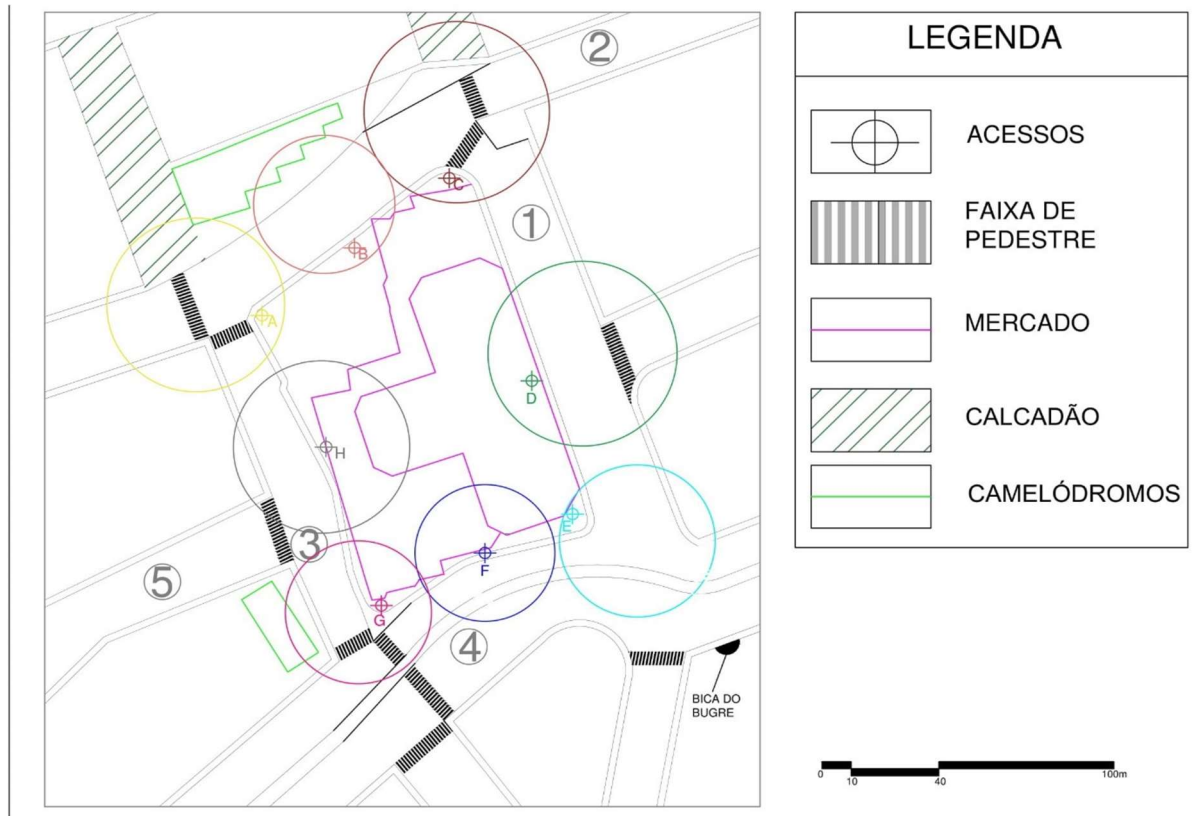 2
C
1
B
A
D
H
E
3
F
5
G
4
BICA DO
BUGRE
LEGENDA
ACESSOS
FAIXA DE
PEDESTRE
MERCADO
CALCADÃO
CAMELÓDROMOS
0
10
40
100m